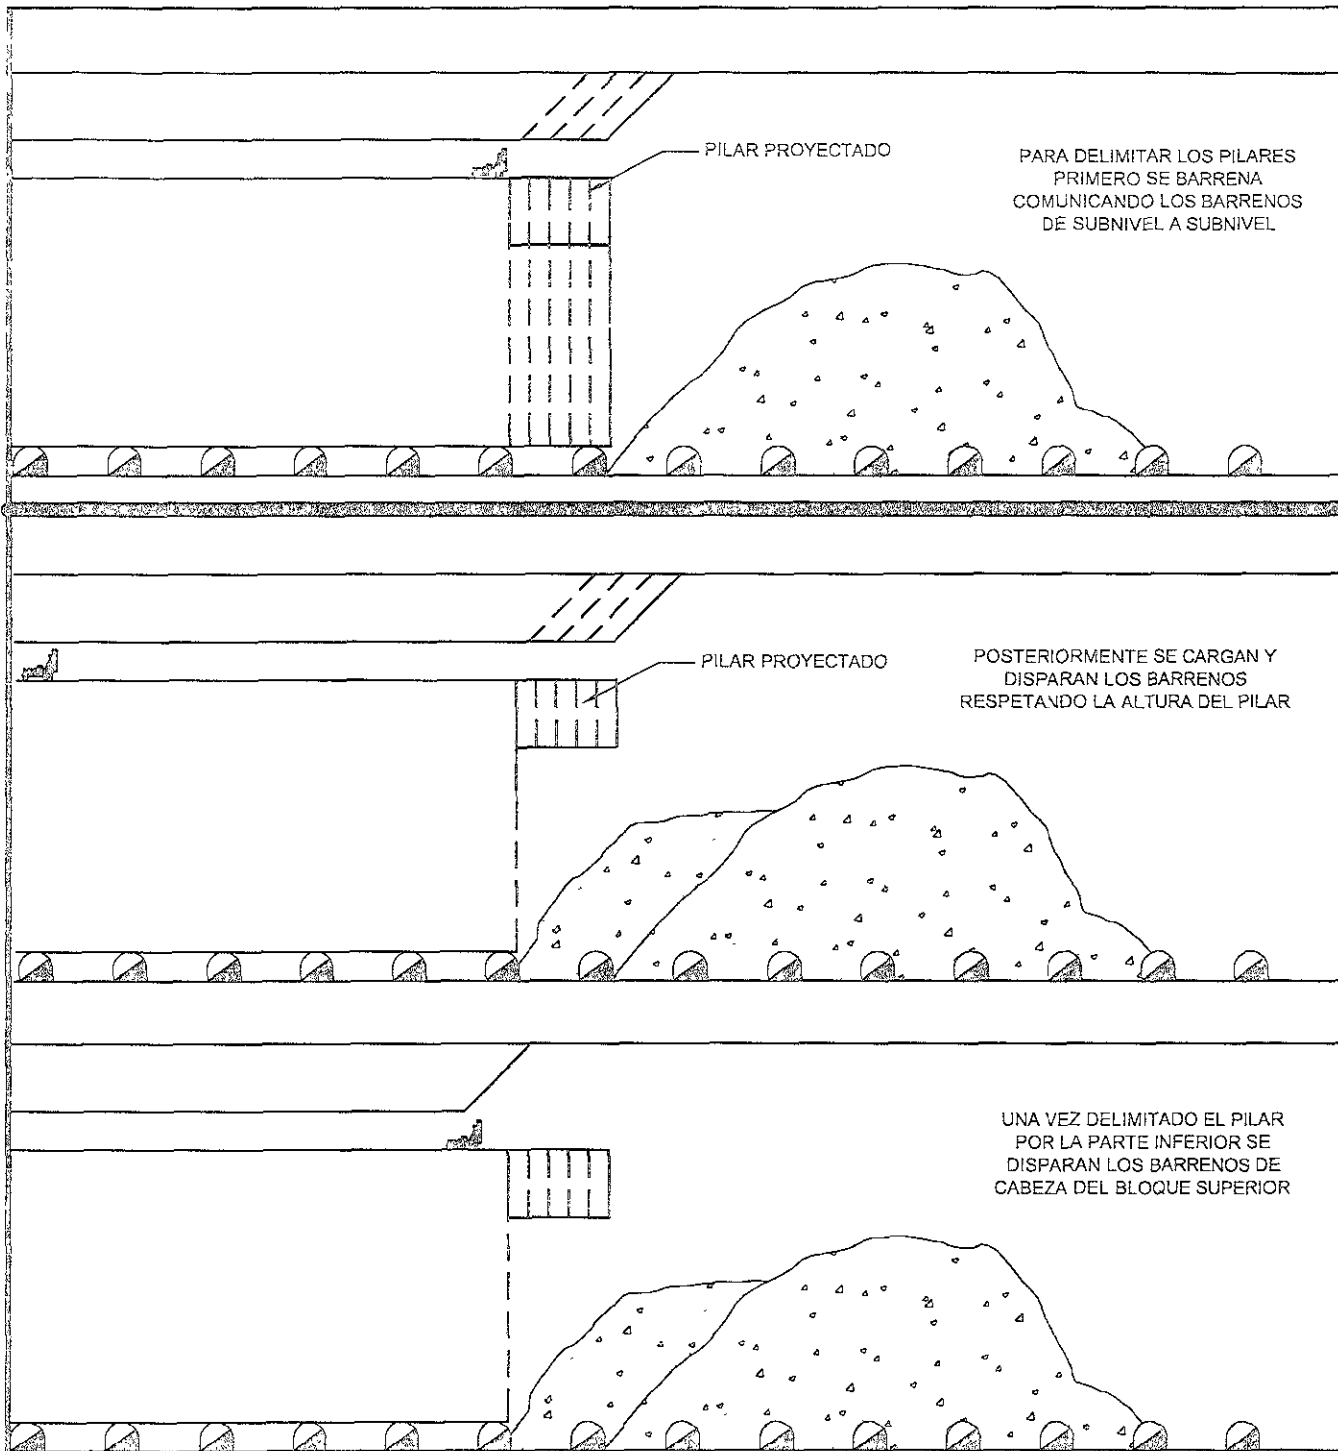 PILAR PROYECTADO
PARA DELIMITAR LOS PILARES
PRIMERO SE BARRENA
COMUNICANDO LOS BARRENOS
DE SUBNIVEL A SUBNIVEL
PILAR PROYECTADO
POSTERIORMENTE SE CARGAN Y
DISPARAN LOS BARRENOS
RESPETANDO LA ALTURA DEL PILAR
UNA VEZ DELIMITADO EL PILAR
POR LA PARTE INFERIOR SE
DISPARAN LOS BARRENOS DE
CABEZA DEL BLOQUE SUPERIOR